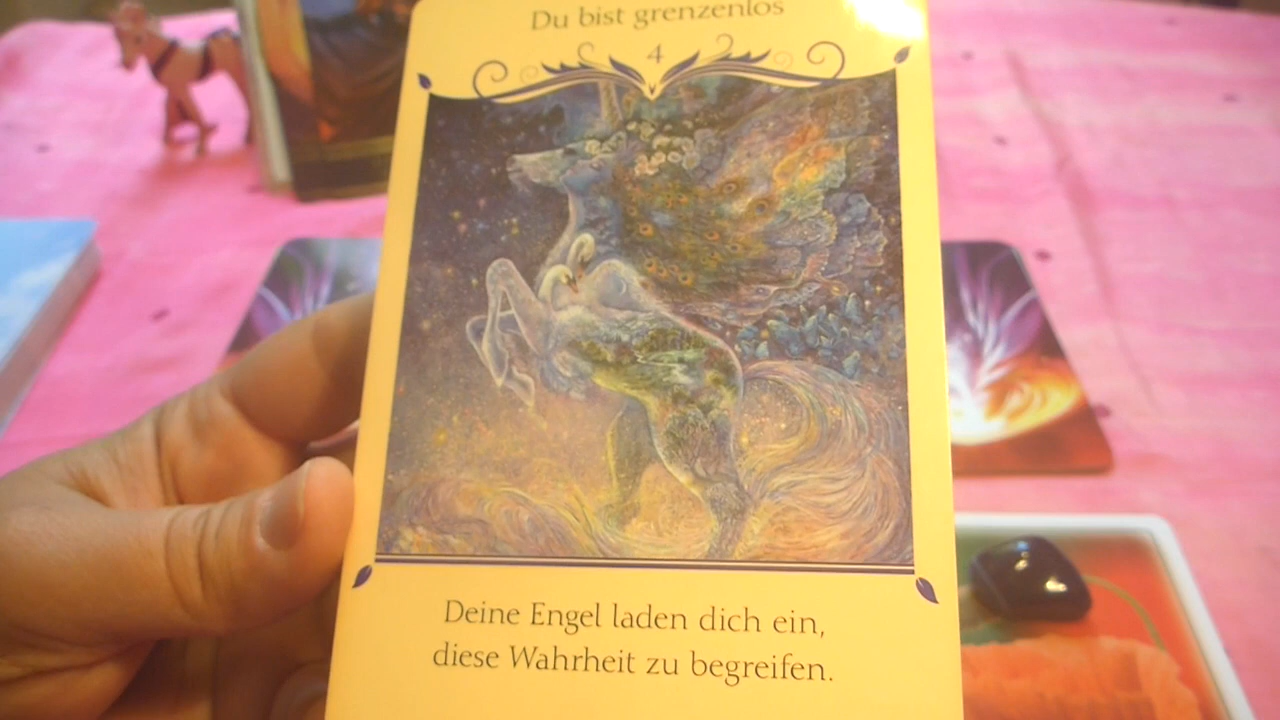 Du bist grenzenlos
4
Deine Engel laden dich ein,
diese Wahrheit zu begreifen.